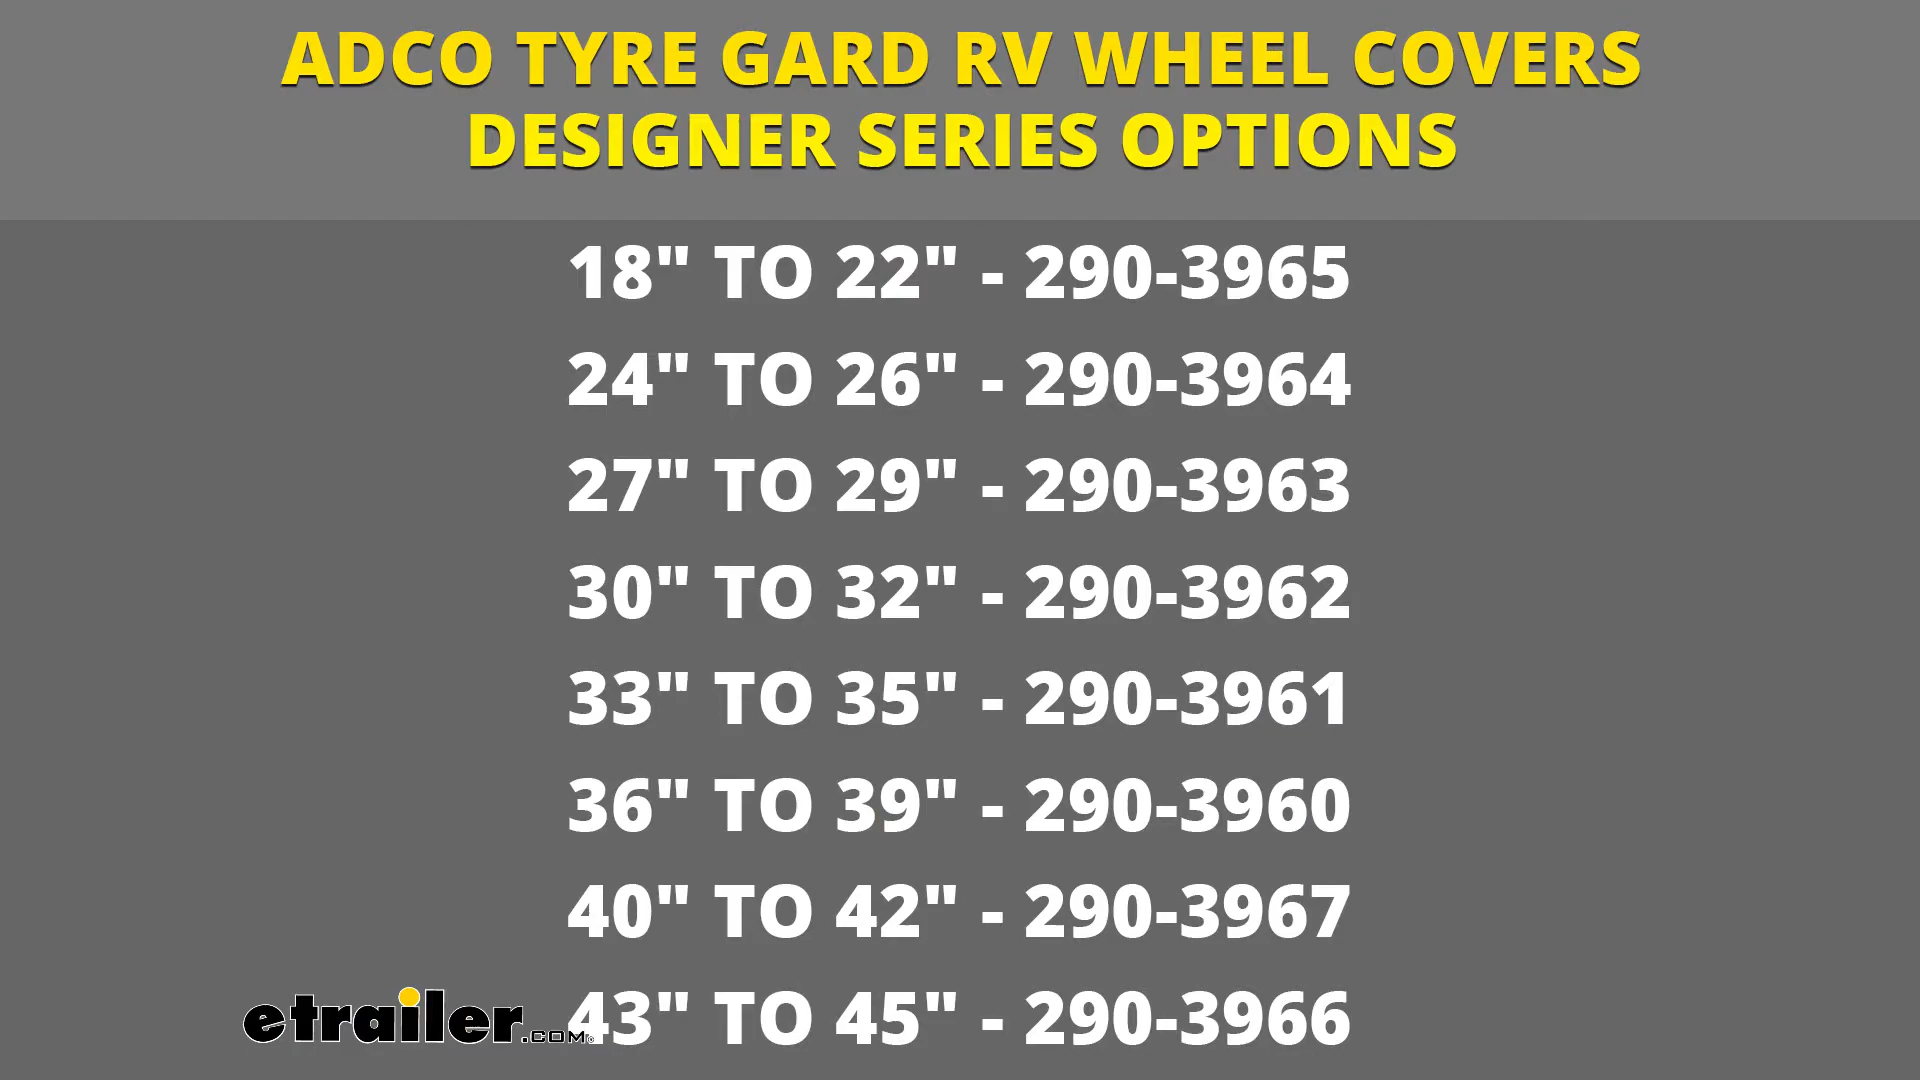 ADCO TYRE GARD RV WHEEL COVERS
DESIGNER SERIES OPTIONS
18" TO 22" - 290-3965
24" TO 26" - 290-3964
27" TO 29" - 290-3963
30" TO 32" - 290-3962
33" TO 35" - 290-3961
36" TO 39" - 290-3960
40" TO 42" - 290-3967
43" TO 45" - 290-3966
etrailer.COM®